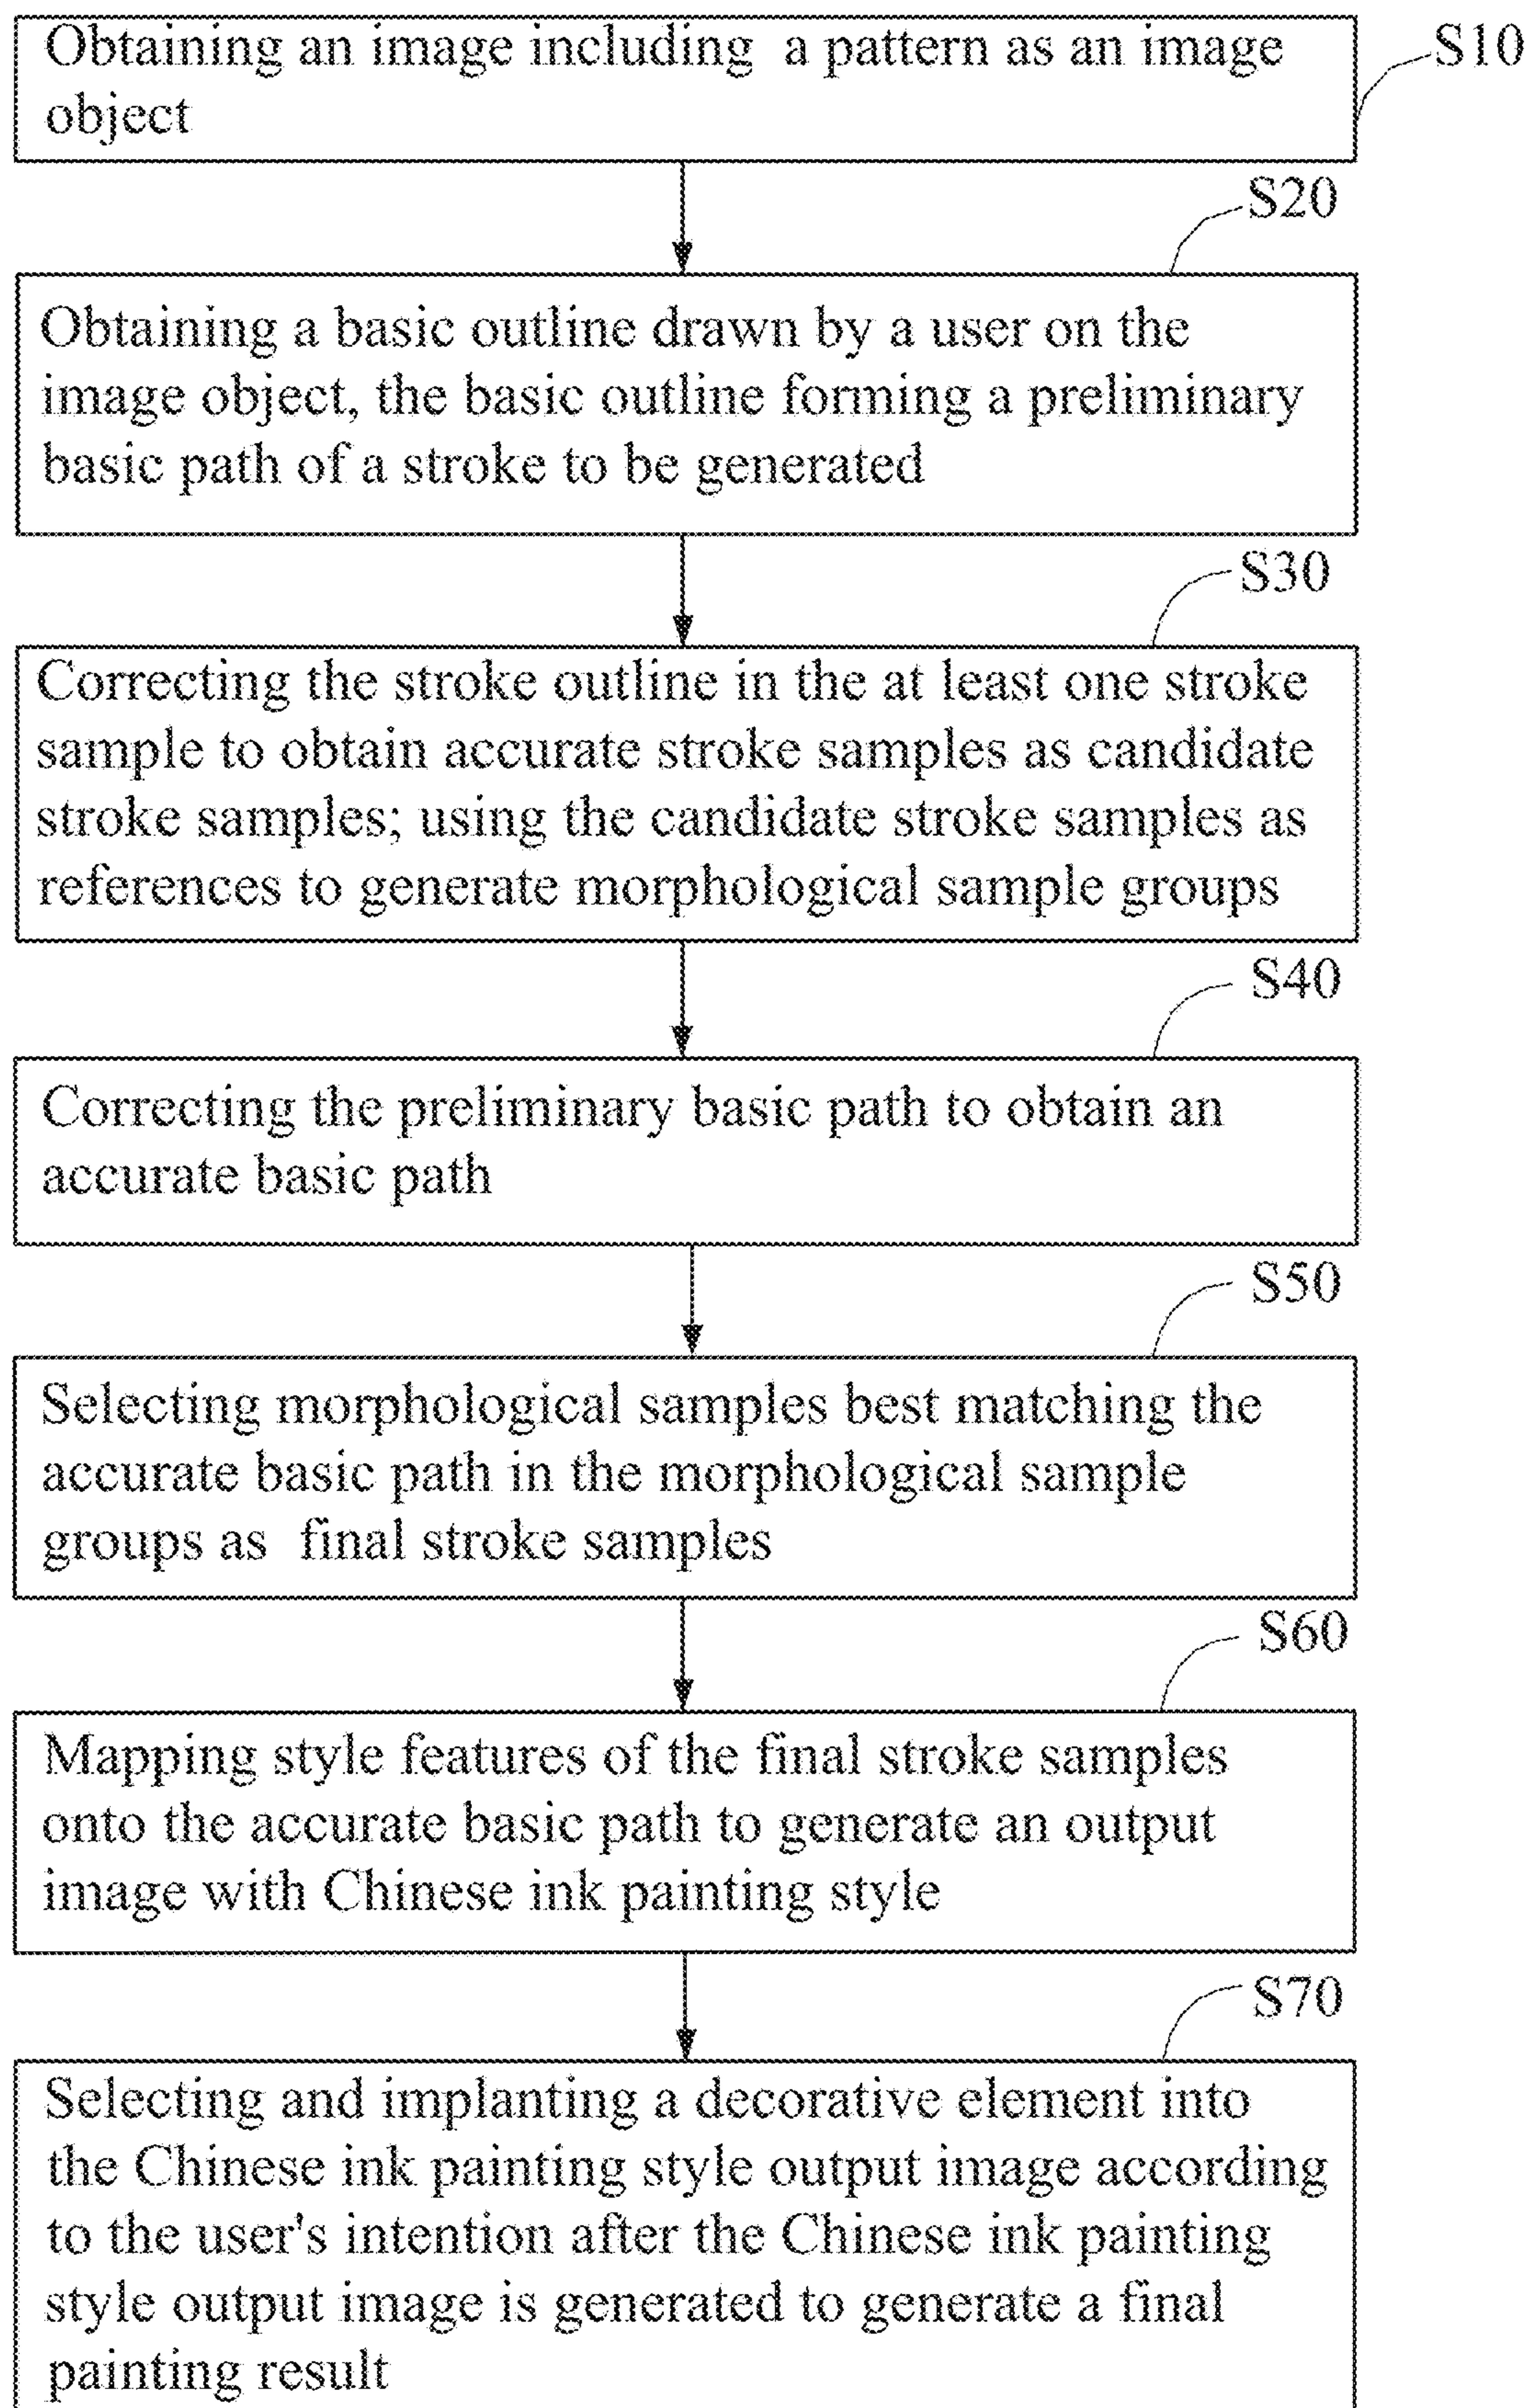 Obtaining an image including a pattern as an image
object
S10
S20
Obtaining a basic outline drawn by a user on the
image object, the basic outline forming a preliminary
basic path of a stroke to be generated
S30
Correcting the stroke outline in the at least one stroke
sample to obtain accurate stroke samples as candidate
stroke samples; using the candidate stroke samples as
references to generate morphological sample groups
S40
Correcting the preliminary basic path to obtain an
accurate basic path
S50
Selecting morphological samples best matching the
accurate basic path in the morphological sample
groups as final stroke samples
S60
Mapping style features of the final stroke samples
onto the accurate basic path to generate an output
image with Chinese ink painting style
S70
Selecting and implanting a decorative element into
the Chinese ink painting style output image according
to the user's intention after the Chinese ink painting
style output image is generated to generate a final
painting result